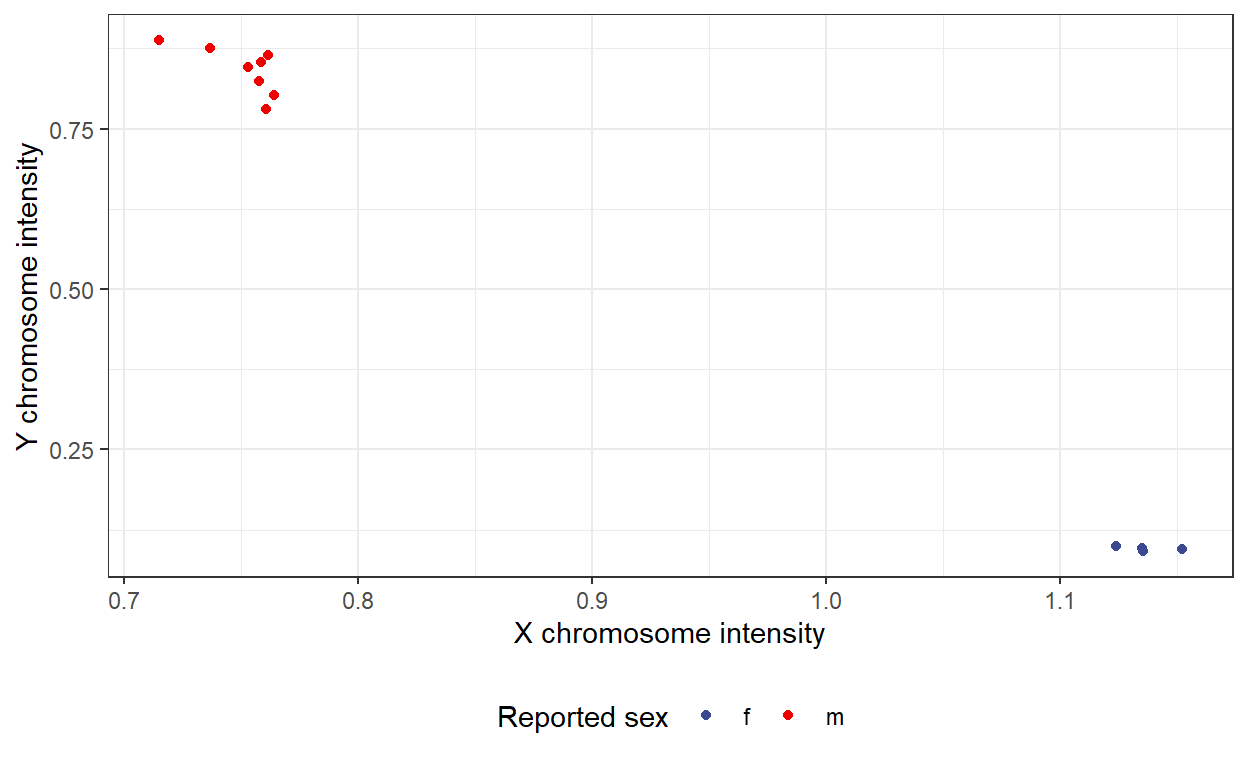 Y chromosome intensity
0.75
0.50
0.25
0.7 0.8 0.9 1.0 1.1
X chromosome intensity
Reported sex f m